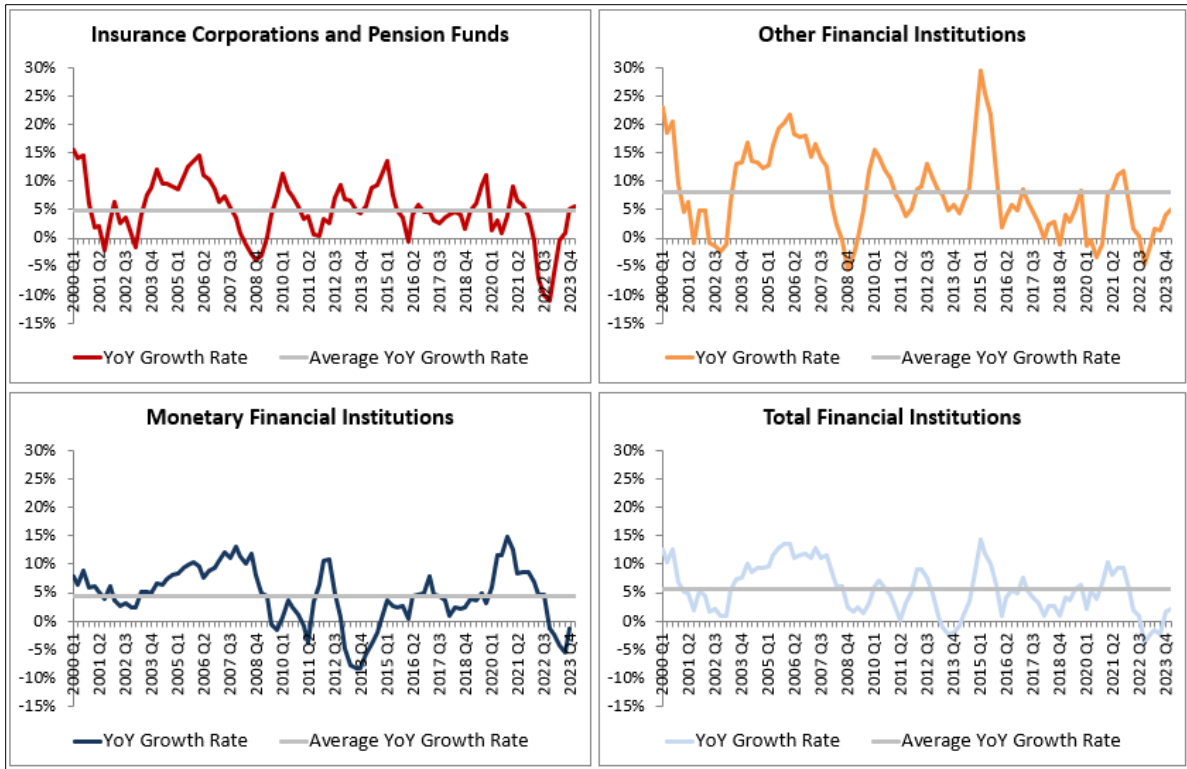 Insurance Corporations and Pension Funds
30%
25%
20%
15%
10%
5%
0%
-5%
-10%
-15%
2000 Q1
2001 Q2
2002 Q3
2003 Q4
2005 Q1
2006 Q2
2007 Q3
2008 Q4
2010 Q1
2011 Q2
2012 Q3
2013 Q4
2015 Q1
2016 Q2
2017 Q3
2018 Q4
2020 Q1
2021 Q2
2022 Q3
2023 Q4
YoY Growth Rate
Average YoY Growth Rate
Other Financial Institutions
30%
25%
20%
15%
10%
5%
0%
-5%
-10%
-15%
2000 Q1
2001 Q2
2002 Q3
2003 Q4
2005 Q1
2006 Q2
2007 Q3
2008 Q4
2010 Q1
2011 Q2
2012 Q3
2013 Q4
2015 Q1
2016 Q2
2017 Q3
2018 Q4
2020 Q1
2021 Q2
2022 Q3
2023 Q4
YoY Growth Rate
Average YoY Growth Rate
Monetary Financial Institutions
30%
25%
20%
15%
10%
5%
0%
-5%
-10%
-15%
2000 Q1
2001 Q2
2002 Q3
2003 Q4
2005 Q1
2006 Q2
2007 Q3
2008 Q4
2010 Q1
2011 Q2
2012 Q3
2013 Q4
2015 Q1
2016 Q2
2017 Q3
2018 Q4
2020 Q1
2021 Q2
2022 Q3
2023 Q4
YoY Growth Rate
Average YoY Growth Rate
Total Financial Institutions
30%
25%
20%
15%
10%
5%
0%
-5%
-10%
-15%
2000 Q1
2001 Q2
2002 Q3
2003 Q4
2005 Q1
2006 Q2
2007 Q3
2008 Q4
2010 Q1
2011 Q2
2012 Q3
2013 Q4
2015 Q1
2016 Q2
2017 Q3
2018 Q4
2020 Q1
2021 Q2
2022 Q3
2023 Q4
YoY Growth Rate
Average YoY Growth Rate